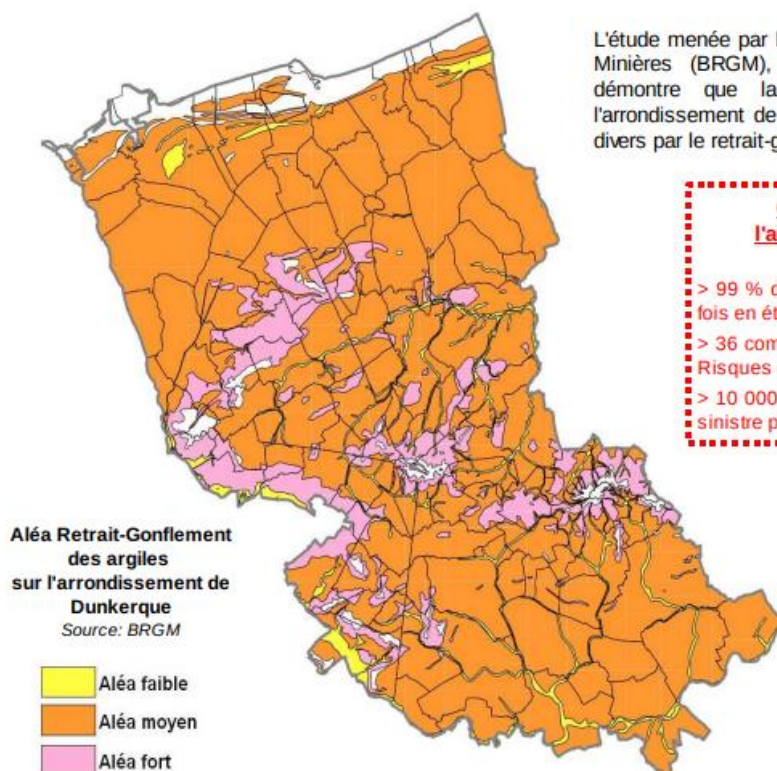 L'étude menée par
Minières (BRGM),
démontre que la
l'arrondissement de
divers par le retrait-g
> 99 % d
fois en ét
> 36 com
Risques
> 10 000
sinistre p
Aléa Retrait-Gonflement
des argiles
sur l'arrondissement de
Dunkerque
Source: BRGM
Aléa faible
Aléa moyen
Aléa fort